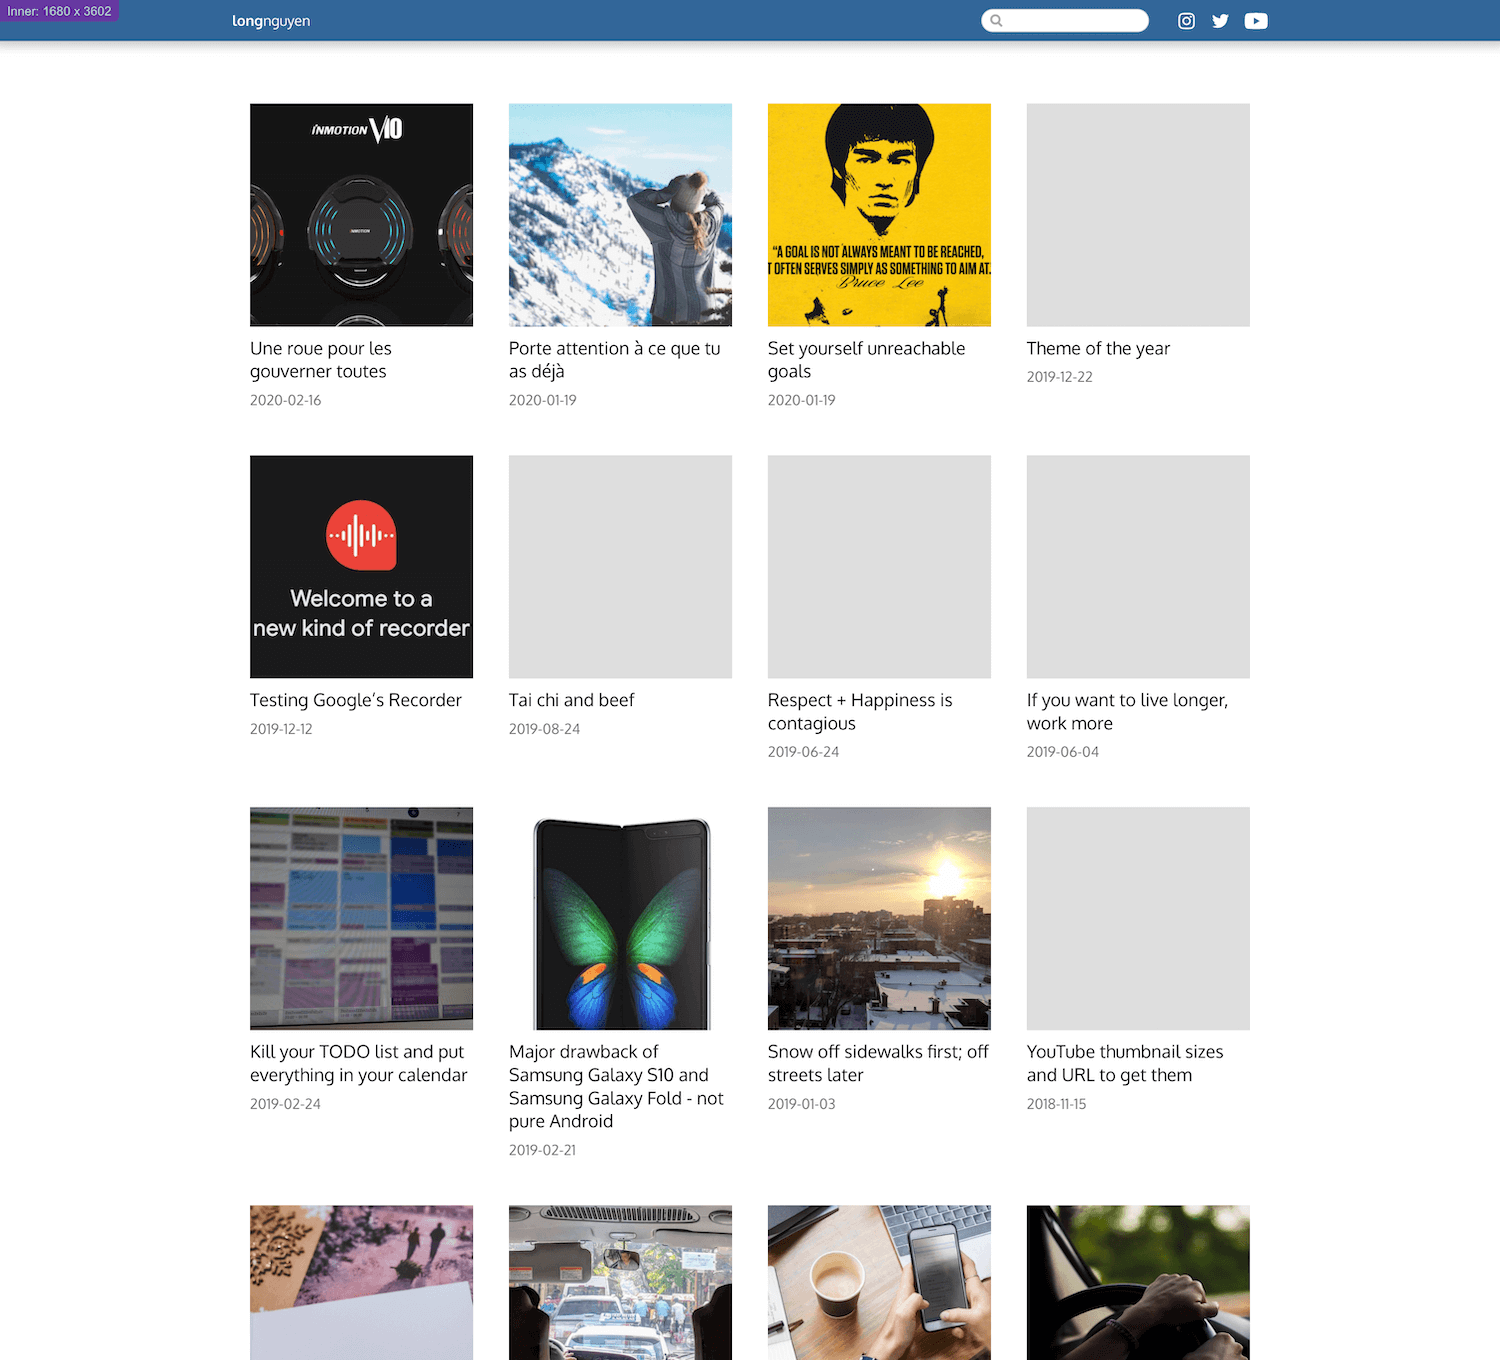 Inner: 1680 x 3602
longnguyen
INMOTION V10
INMOTION
"A GOAL IS NOT ALWAYS MEANT TO BE REACHED,
T OFTEN SERVES SIMPLY AS SOMETHING TO AIM AT.
Bruce Lee
Une roue pour les
gouverner toutes
2020-02-16
Porte attention à ce que tu
as déjà
2020-01-19
Set yourself unreachable
goals
2020-01-19
Theme of the year
2019-12-22
Welcome to a
new kind of recorder
Testing Google's Recorder
2019-12-12
Tai chi and beef
2019-08-24
Respect + Happiness is
contagious
2019-06-24
If you want to live longer,
work more
2019-06-04
Kill your TODO list and put
everything in your calendar
2019-02-24
Major drawback of
Samsung Galaxy S10 and
Samsung Galaxy Fold - not
pure Android
2019-02-21
Snow off sidewalks first; off
streets later
2019-01-03
YouTube thumbnail sizes
and URL to get them
2018-11-15